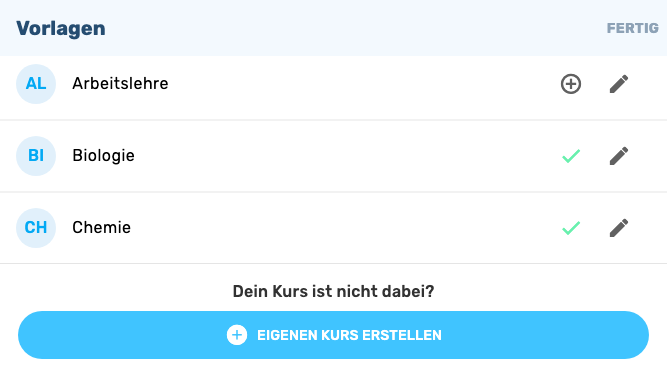 Vorlagen FERTIG
AL Arbeitslehre
BI Biologie
CH Chemie
Dein Kurs ist nicht dabei?
EIGENEN KURS ERSTELLEN